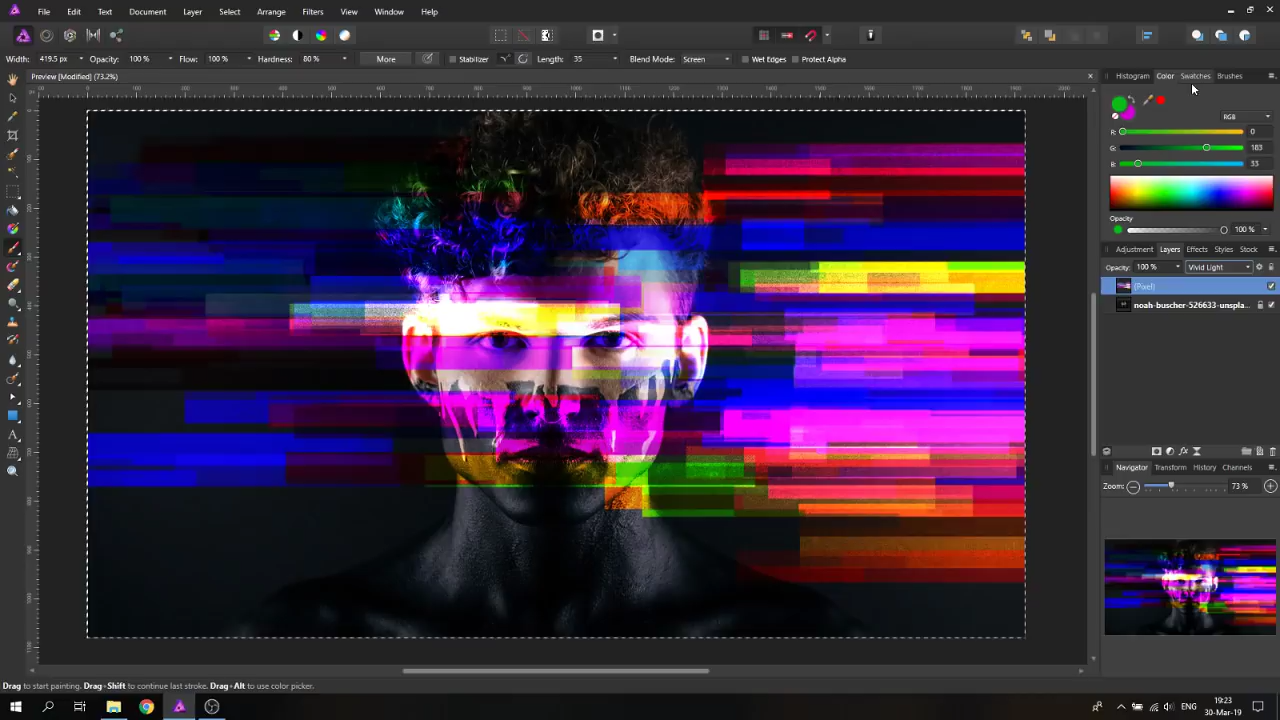 File Edit Text Document Layer Select Arrange Filters View Window Help
Width: 419.5 px Opacity: 100 % Flow: 100 % Hardness: 80 % More Stabilizer Length: 35 Blend Mode: Screen Wet Edges Protect Alpha
Preview [Modified] (73.2%)
Histogram Color Swatches Brushes
RGB
R: 0
G: 183
B: 33
Opacity
100 %
Adjustment Layers Effects Styles Stock
Opacity: 100 % Vivid Light
(Pixel)
noah-buscher-526633-unspla...
Navigator Transform History Channels
Zoom: 73 %
Drag to start painting. Drag+Shift to continue last stroke. Drag+Alt to use color picker.
ENG
19:23
30-Mar-19